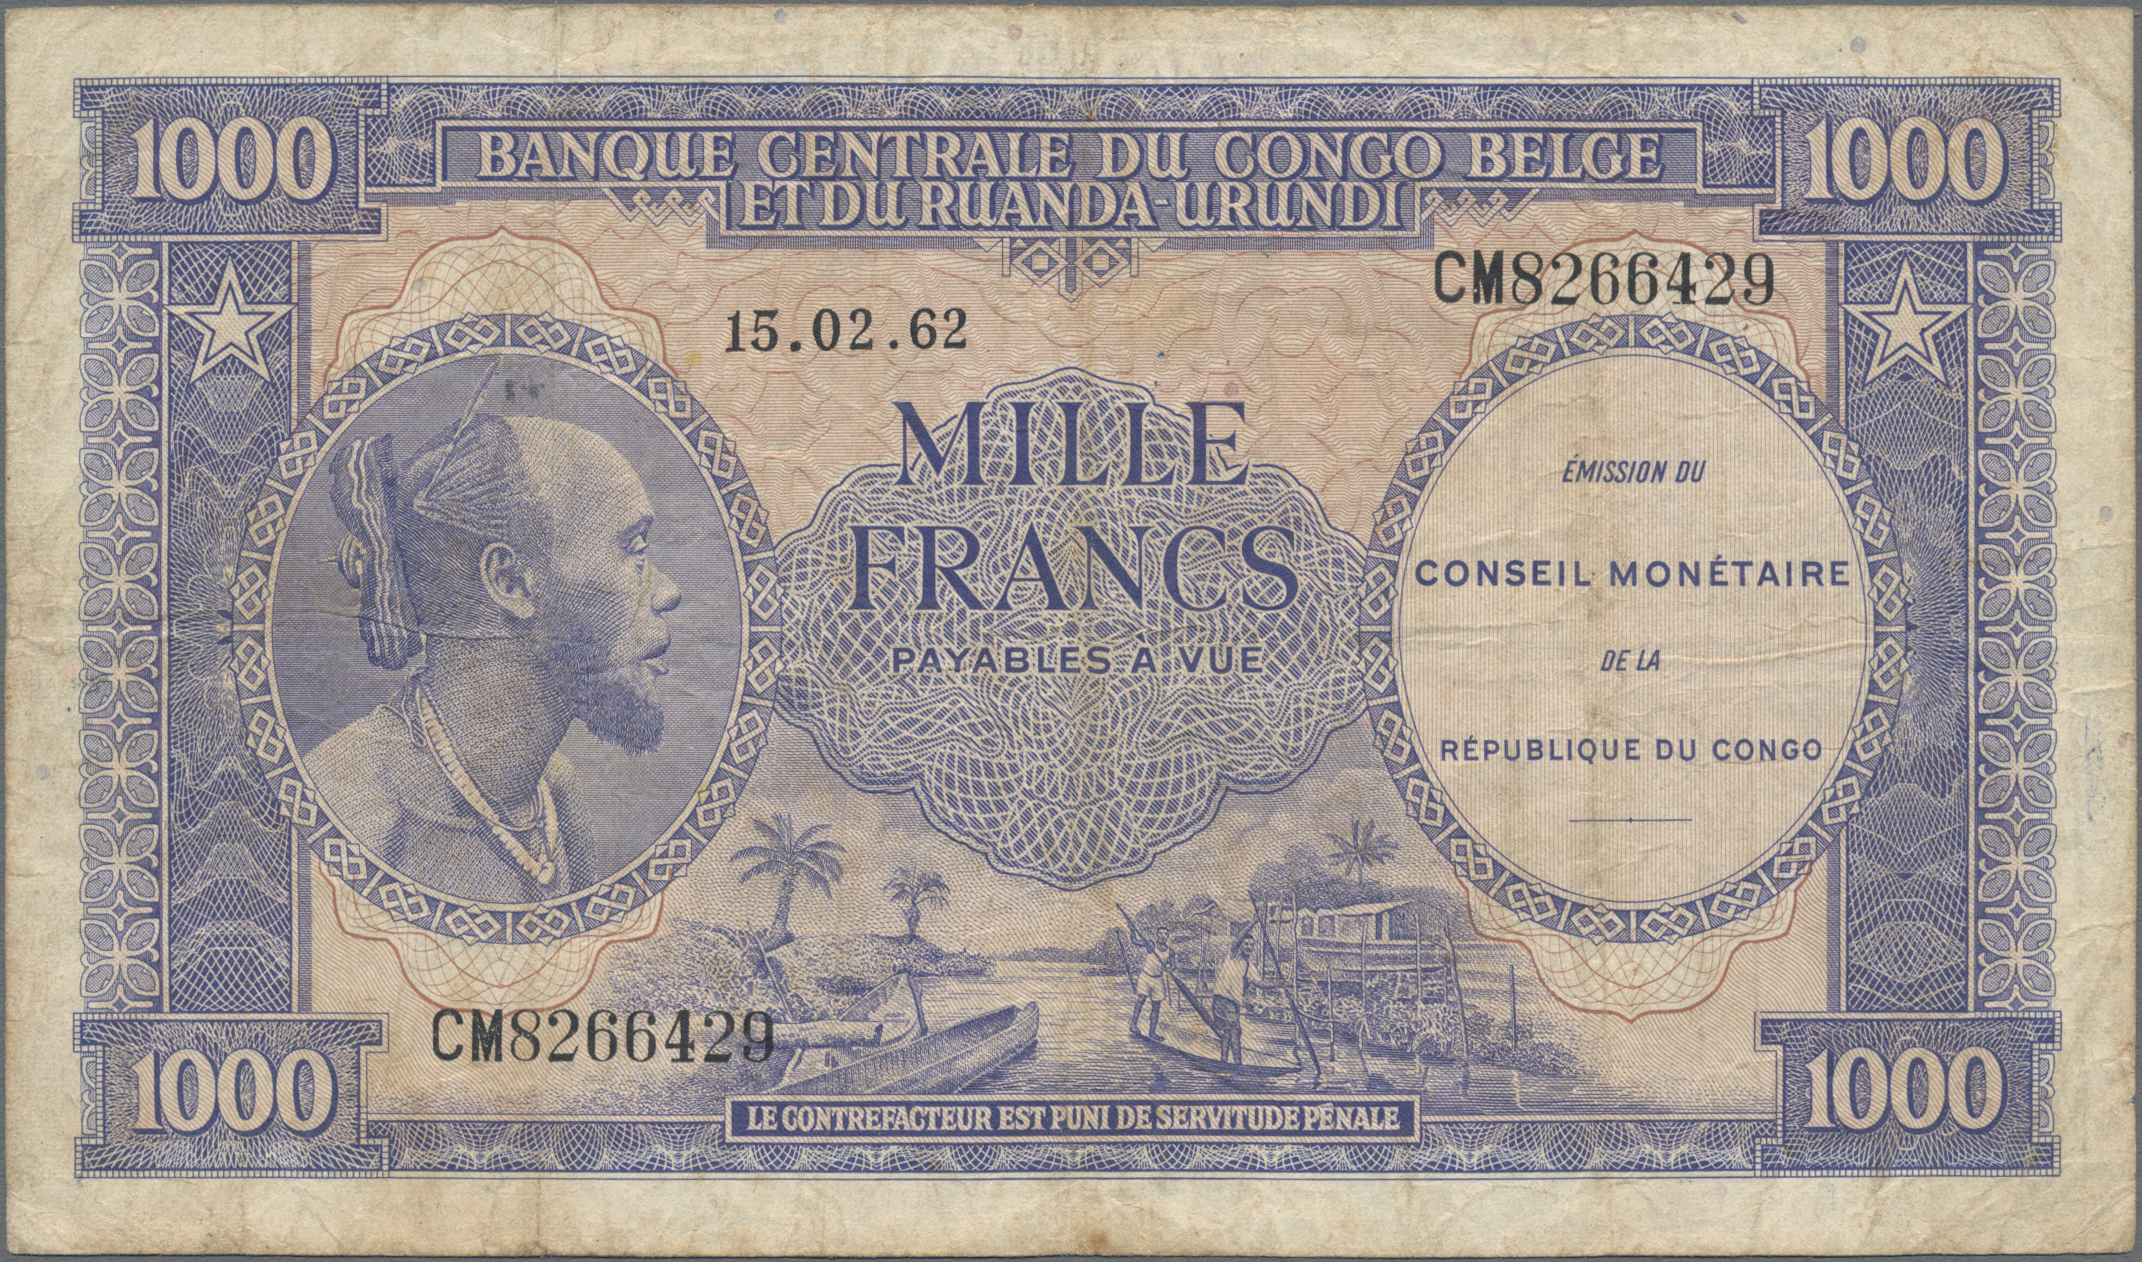 1000
1000
BANQUE CENTRALE DU CONGO BELGE
ET DU RUANDA-URUNDI
CM8266429
15.02.62
MILLE
FRANCS
PAYABLES A VUE
ÉMISSION DU
CONSEIL MONÉTAIRE
DE LA
RÉPUBLIQUE DU CONGO
CM8266429
1000
1000
LE CONTREFACTEUR EST PUNI DE SERVITUDE PÉNALE